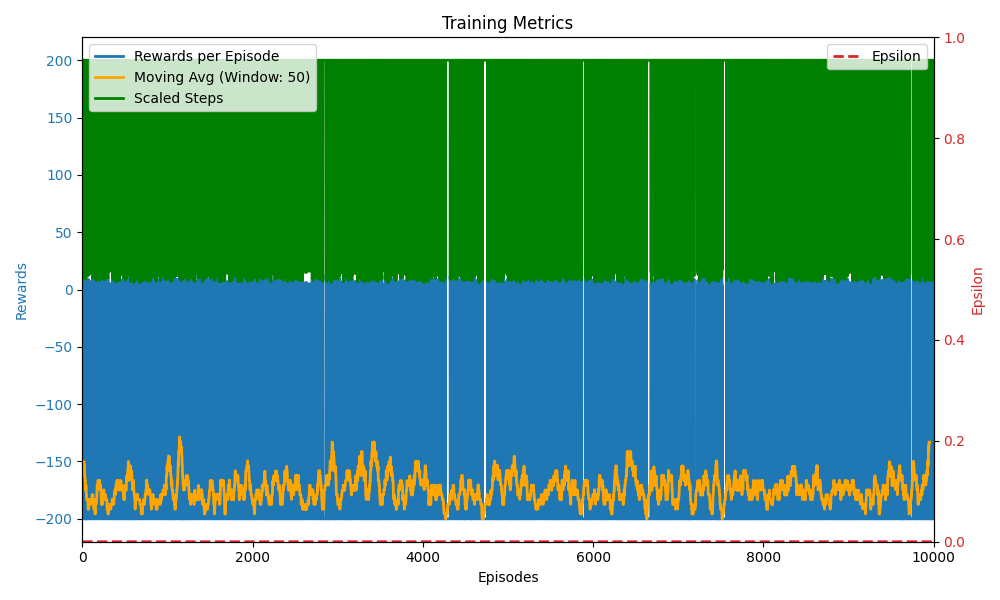 Training Metrics
Rewards per Episode
Moving Avg (Window: 50)
Scaled Steps
Epsilon
200
150
100
50
0
−50
−100
−150
−200
Rewards
1.0
0.8
0.6
0.4
0.2
0.0
Epsilon
0 2000 4000 6000 8000 10000
Episodes